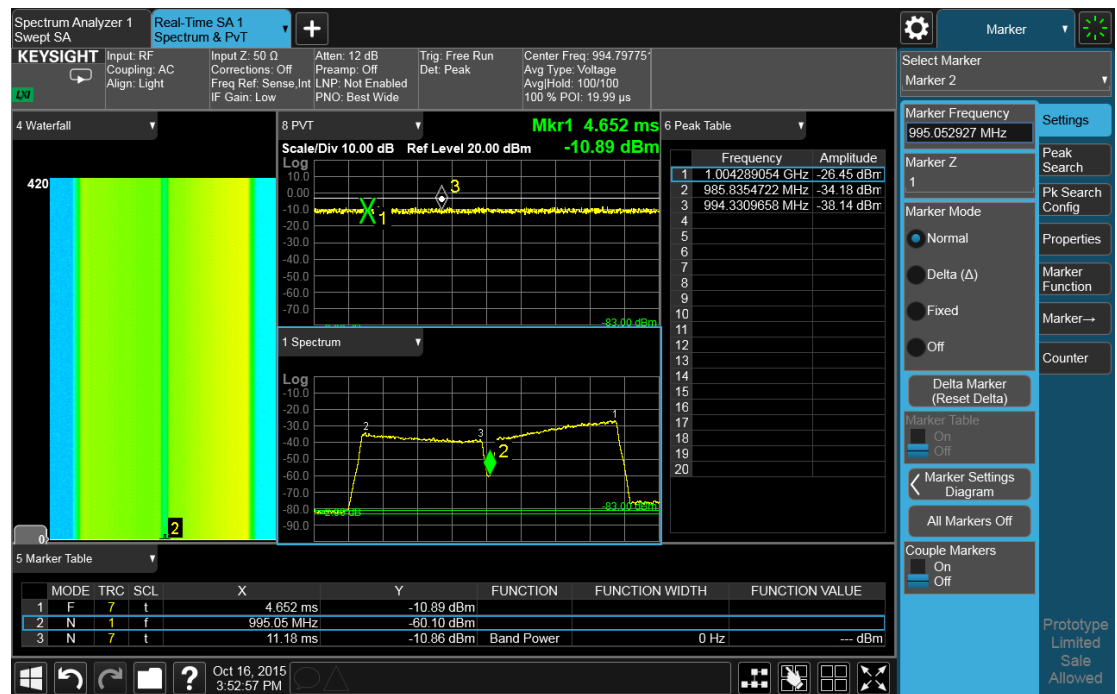 Spectrum Analyzer 1
Swept SA
Real-Time SA 1
Spectrum & PvT
+
Marker
KEYSIGHT
LXI
Input: RF
Coupling: AC
Align: Light
Input Z: 50 Ω
Corrections: Off
Freq Ref: Sense,Int
IF Gain: Low
Atten: 12 dB
Preamp: Off
LNP: Not Enabled
PNO: Best Wide
Trig: Free Run
Det: Peak
Center Freq: 994.79775
Avg Type: Voltage
Avg|Hold: 100/100
100 % POI: 19.99 µs
Select Marker
Marker 2
4 Waterfall
420
0
2
8 PVT
Mkr1 4.652 ms
Scale/Div 10.00 dB Ref Level 20.00 dBm -10.89 dBm
Log
10.0
0.00
-10.0
-20.0
-30.0
-40.0
-50.0
-60.0
-70.0
1
3
-83.00 dBm
1 Spectrum
Log
-10.0
-20.0
-30.0
-40.0
-50.0
-60.0
-70.0
-80.0
-90.0
2
3
1
2
-83.00 dBm
6 Peak Table
Frequency Amplitude
1 1.004289054 GHz -26.45 dBm
2 985.8354722 MHz -34.18 dBm
3 994.3309658 MHz -38.14 dBm
4
5
6
7
8
9
10
11
12
13
14
15
16
17
18
19
20
Marker Frequency
995.052927 MHz
Marker Z
1
Marker Mode
Normal
Delta (Δ)
Fixed
Off
Delta Marker
(Reset Delta)
Marker Table
On
Off
Marker Settings
Diagram
All Markers Off
Couple Markers
On
Off
Settings
Peak
Search
Pk Search
Config
Properties
Marker
Function
Marker→
Counter
Prototype
Limited
Sale
Allowed
5 Marker Table
MODE TRC SCL X Y FUNCTION FUNCTION WIDTH FUNCTION VALUE
1 F 7 t 4.652 ms -10.89 dBm
2 N 1 f 995.05 MHz -60.10 dBm
3 N 7 t 11.18 ms -10.86 dBm Band Power 0 Hz --- dBm
?
Oct 16, 2015
3:52:57 PM